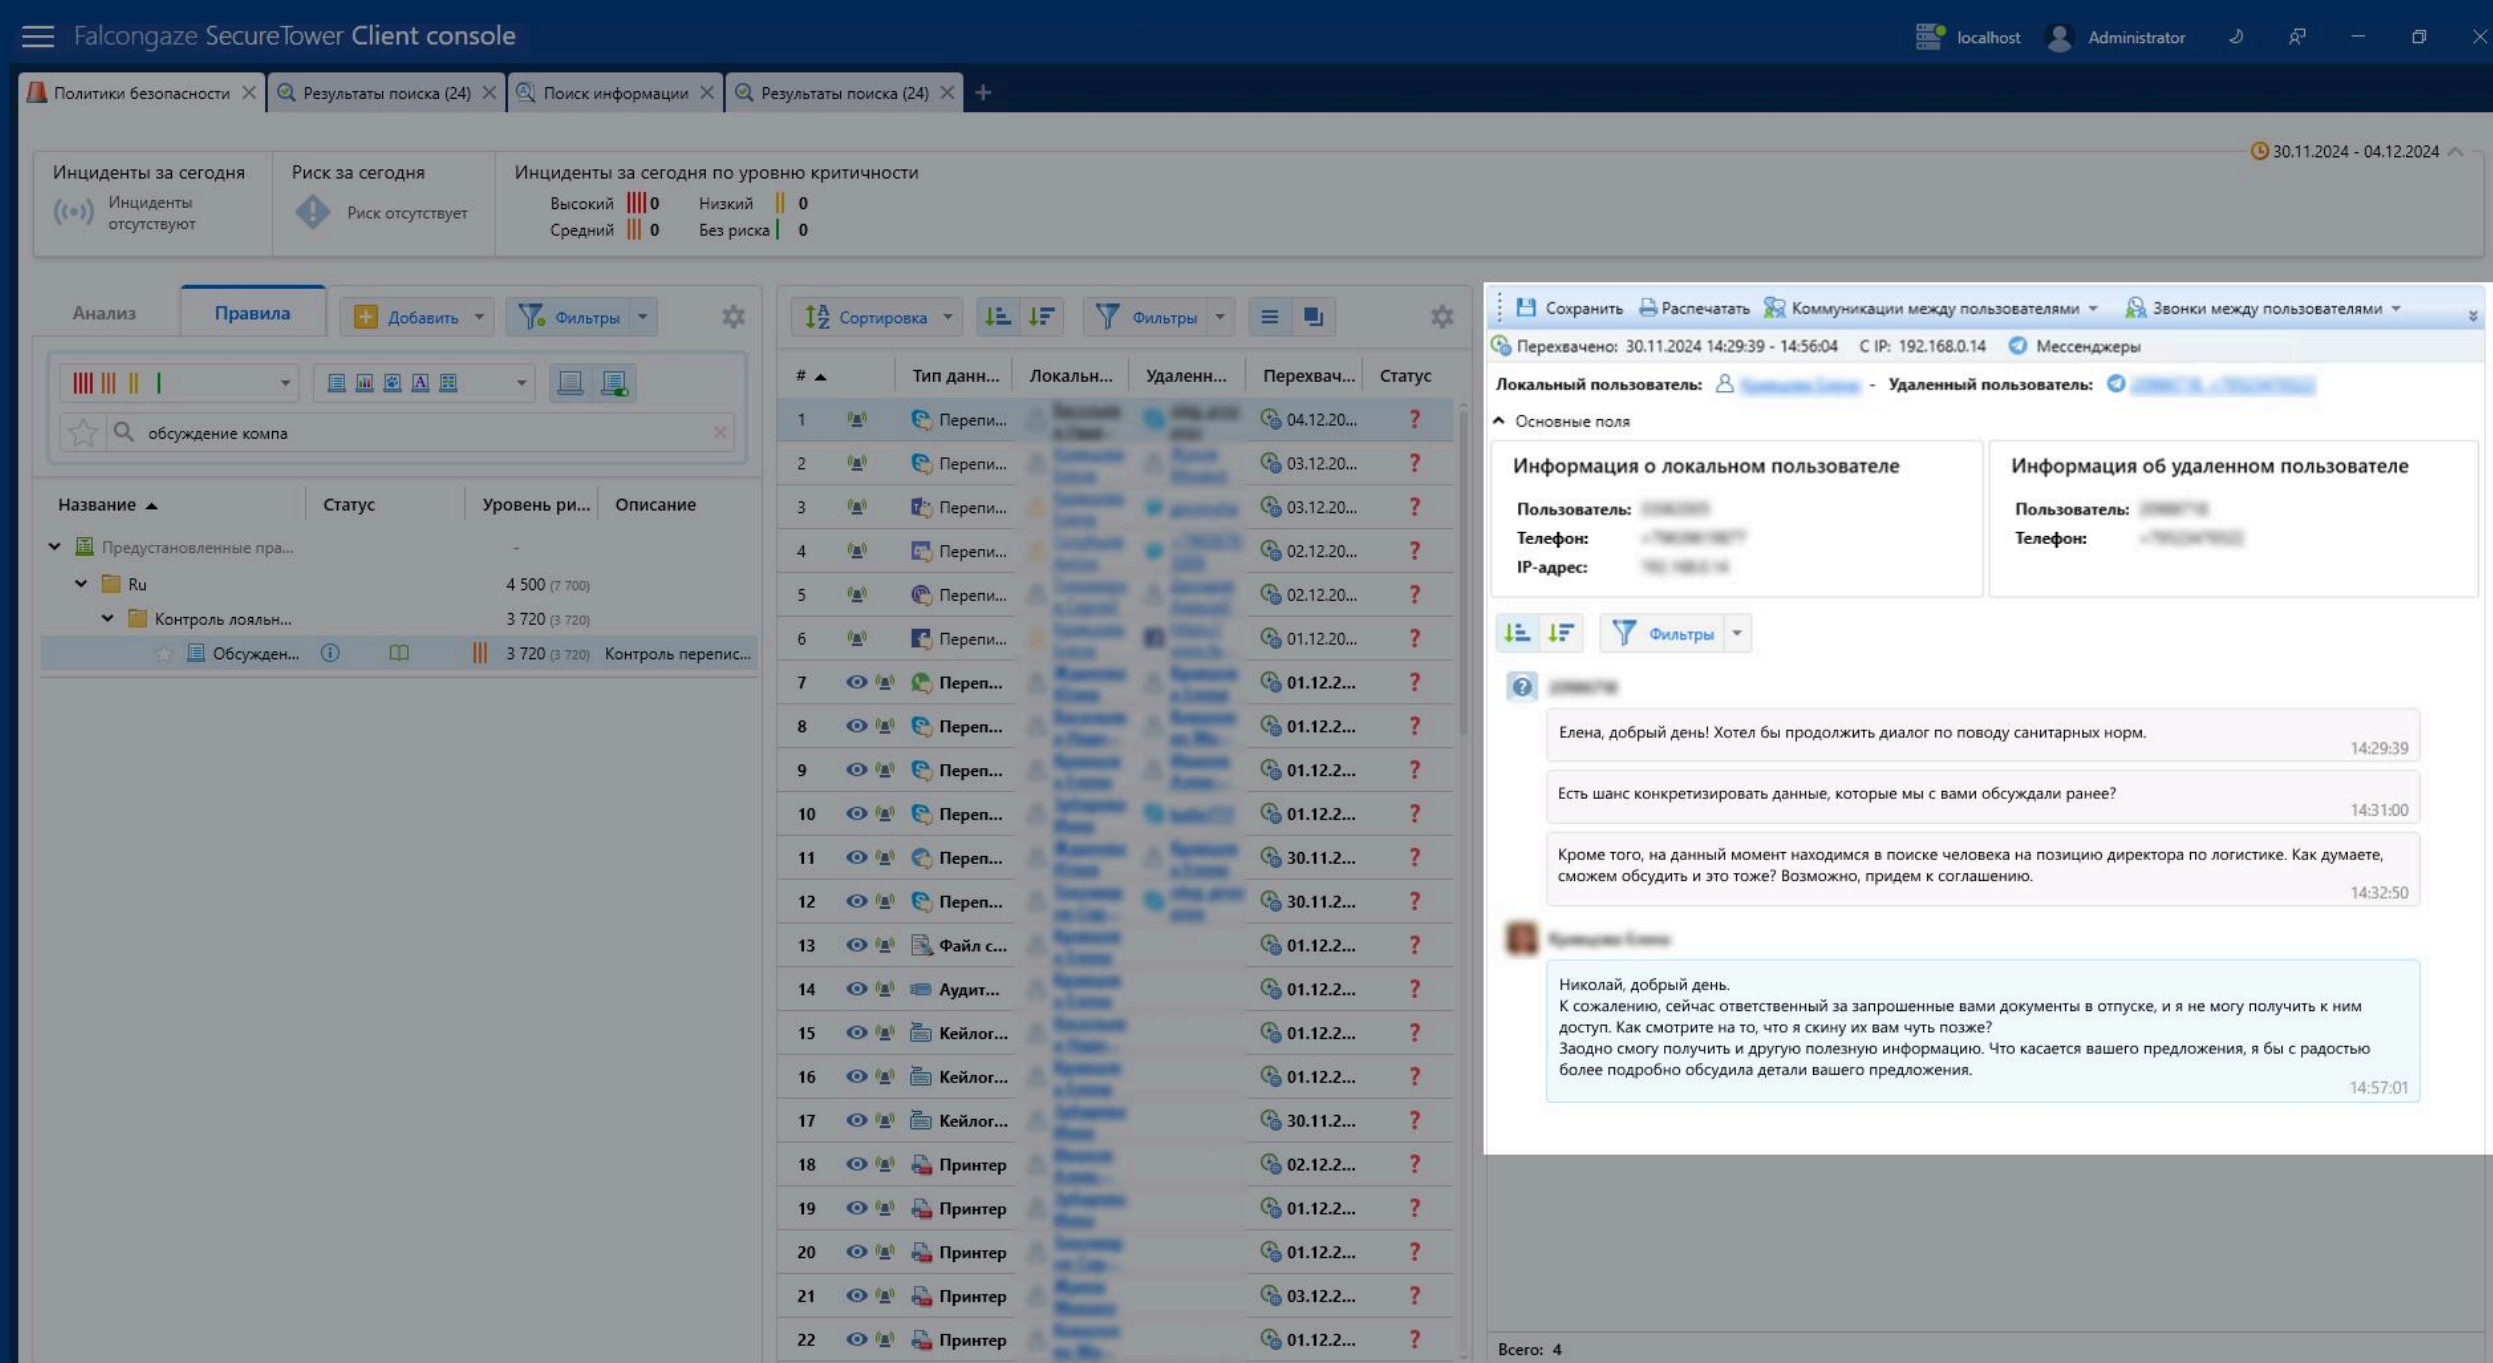 Falcongaze SecureTower Client console
localhost Administrator
Политики безопасности Результаты поиска (24) Поиск информации Результаты поиска (24)
30.11.2024 - 04.12.2024
Инциденты за сегодня
Инциденты
отсутствуют
Риск за сегодня
Риск отсутствует
Инциденты за сегодня по уровню критичности
Высокий 0 Низкий 0
Средний 0 Без риска 0
Анализ Правила Добавить Фильтры
обсуждение компа
Название Статус Уровень ри... Описание
Предустановленные пра... -
Ru 4 500 (7 700)
Контроль лояльн... 3 720 (3 720)
Обсужден... 3 720 (3 720) Контроль перепис...
Сортировка Фильтры
# Тип данн... Локальн... Удаленн... Перехвач... Статус
1 Перепи... 04.12.20... ?
2 Перепи... 03.12.20... ?
3 Перепи... 03.12.20... ?
4 Перепи... 02.12.20... ?
5 Перепи... 02.12.20... ?
6 Перепи... 01.12.20... ?
7 Переп... 01.12.2... ?
8 Переп... 01.12.2... ?
9 Переп... 01.12.2... ?
10 Переп... 01.12.2... ?
11 Переп... 30.11.2... ?
12 Переп... 30.11.2... ?
13 Файл с... 01.12.2... ?
14 Аудит... 01.12.2... ?
15 Кейлог... 01.12.2... ?
16 Кейлог... 01.12.2... ?
17 Кейлог... 30.11.2... ?
18 Принтер 02.12.2... ?
19 Принтер 01.12.2... ?
20 Принтер 01.12.2... ?
21 Принтер 03.12.2... ?
22 Принтер 01.12.2... ?
Сохранить Распечатать Коммуникации между пользователями Звонки между пользователями
Перехвачено: 30.11.2024 14:29:39 - 14:56:04 С IP: 192.168.0.14 Мессенджеры
Локальный пользователь: - Удаленный пользователь:
Основные поля
Информация о локальном пользователе
Пользователь:
Телефон:
IP-адрес:
Информация об удаленном пользователе
Пользователь:
Телефон:
Фильтры
Елена, добрый день! Хотел бы продолжить диалог по поводу санитарных норм.
14:29:39
Есть шанс конкретизировать данные, которые мы с вами обсуждали ранее?
14:31:00
Кроме того, на данный момент находимся в поиске человека на позицию директора по логистике. Как думаете,
сможем обсудить и это тоже? Возможно, придем к соглашению.
14:32:50
Николай, добрый день.
К сожалению, сейчас ответственный за запрошенные вами документы в отпуске, и я не могу получить к ним
доступ. Как смотрите на то, что я скину их вам чуть позже?
Заодно смогу получить и другую полезную информацию. Что касается вашего предложения, я бы с радостью
более подробно обсудила детали вашего предложения.
14:57:01
Всего: 4